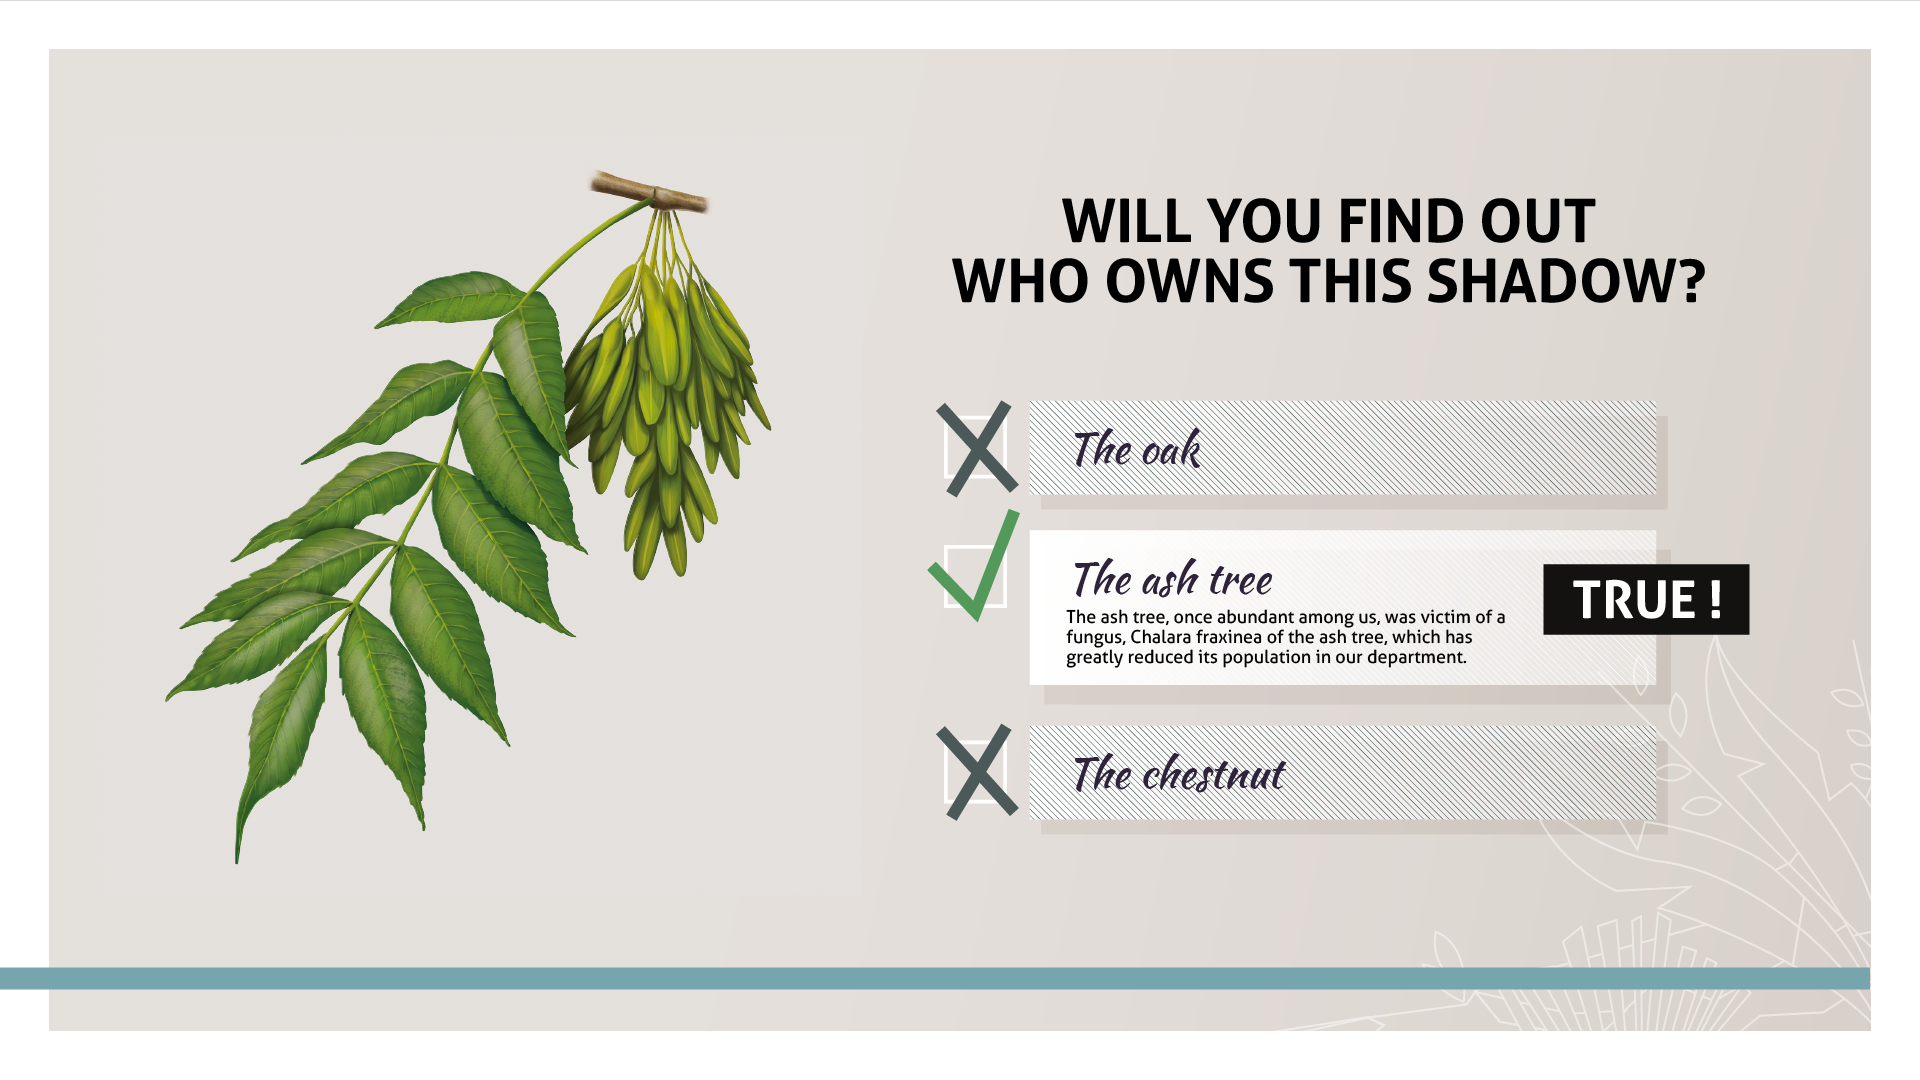 WILL YOU FIND OUT
WHO OWNS THIS SHADOW?
The oak
The ash tree
The ash tree, once abundant among us, was victim of a
fungus, Chalara fraxinea of the ash tree, which has
greatly reduced its population in our department.
TRUE !
The chestnut